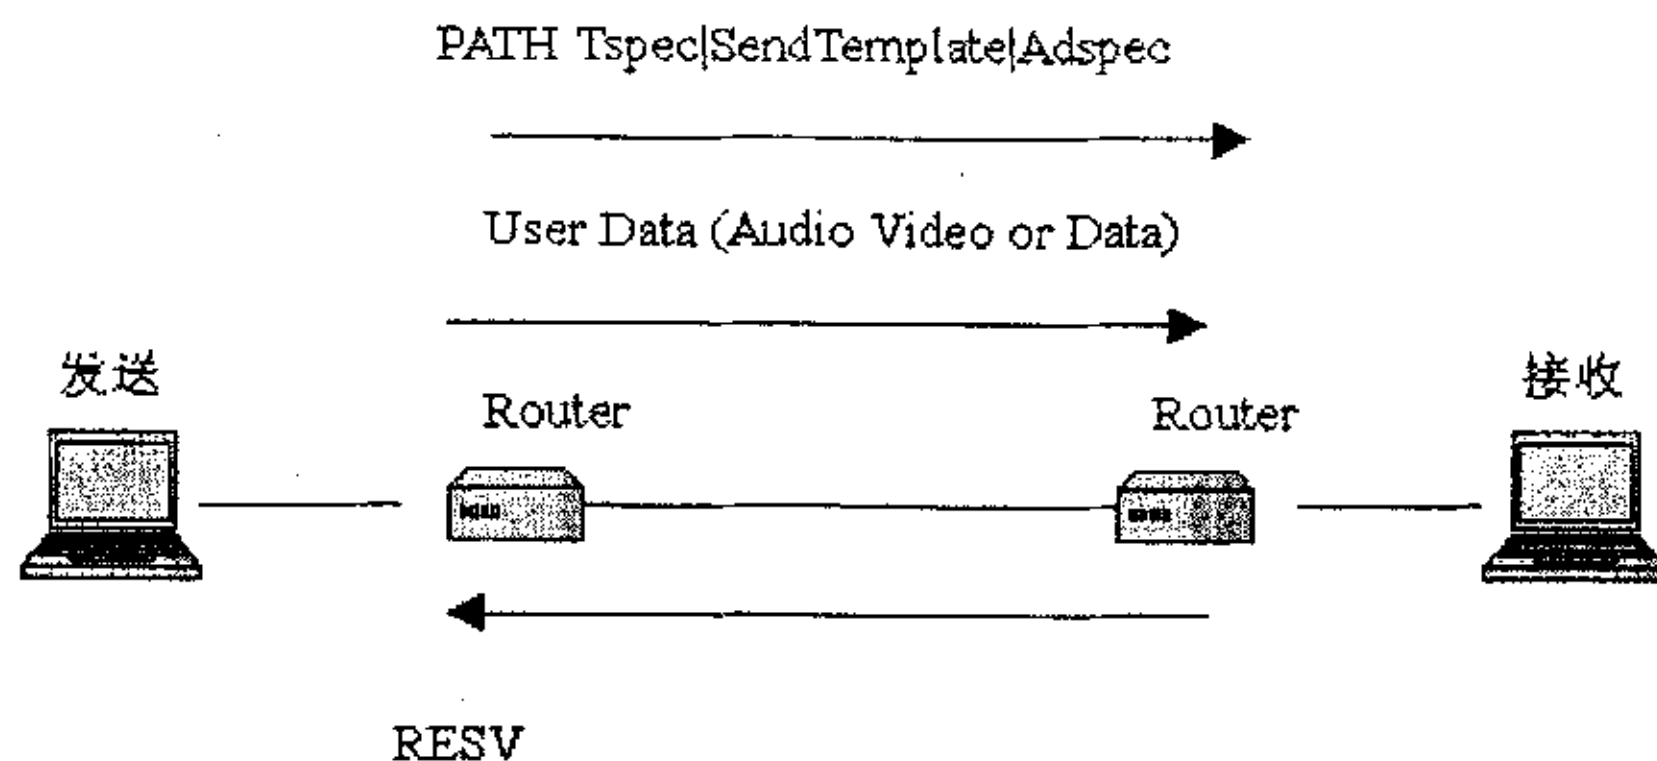 PATH Tspec|SendTemplate|Adspec
User Data (Audio Video or Data)
发送
接收
Router
Router
RESV